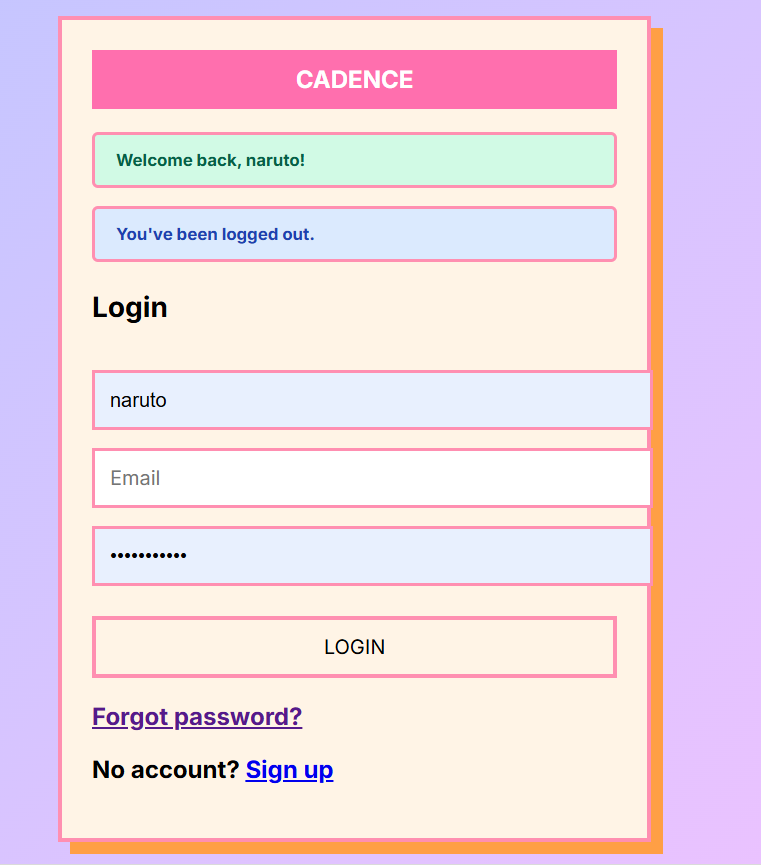 CADENCE
Welcome back, naruto!
You've been logged out.
Login
naruto
Email
•••••••••••
LOGIN
Forgot password?
No account? Sign up